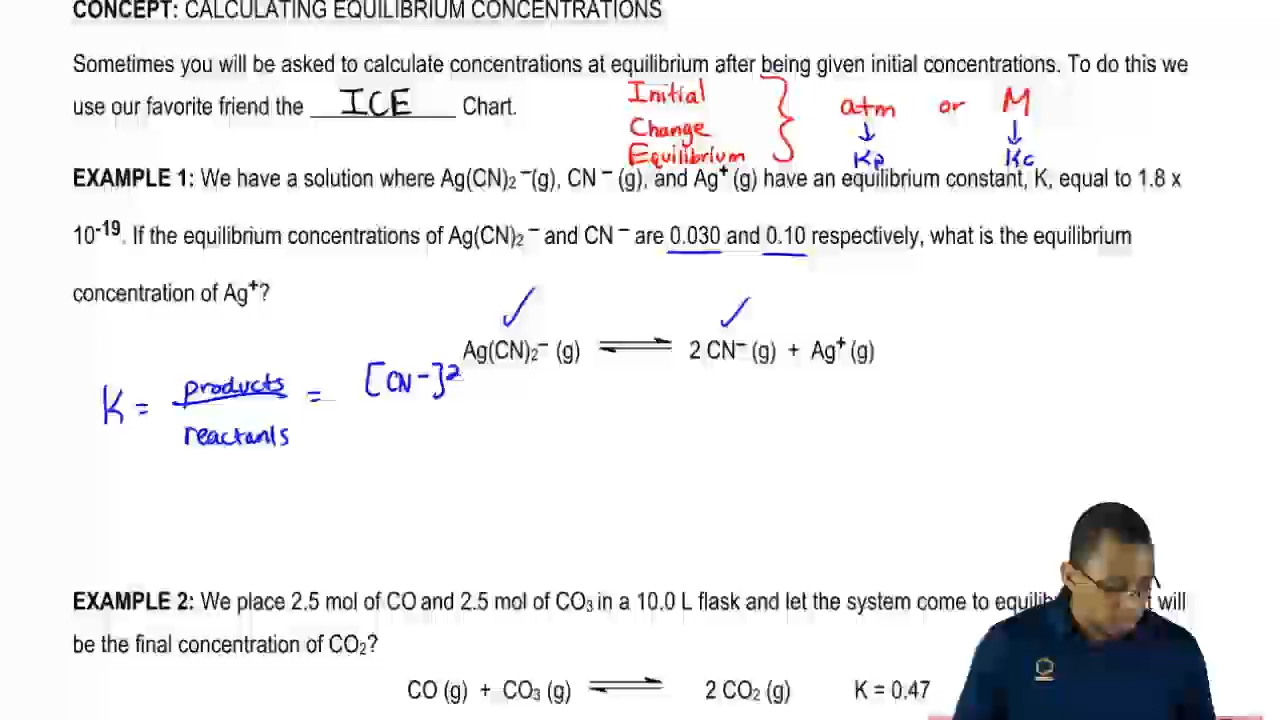 CONCEPT: CALCULATING EQUILIBRIUM CONCENTRATIONS
Sometimes you will be asked to calculate concentrations at equilibrium after being given initial concentrations. To do this we
use our favorite friend the ICE Chart.
Initial
Change
Equilibrium
atm or M
Kp Kc
EXAMPLE 1: We have a solution where Ag(CN)₂⁻(g), CN⁻ (g), and Ag⁺ (g) have an equilibrium constant, K, equal to 1.8 x
10⁻¹⁹. If the equilibrium concentrations of Ag(CN)₂⁻ and CN⁻ are 0.030 and 0.10 respectively, what is the equilibrium
concentration of Ag⁺?
Ag(CN)₂⁻ (g) ⇌ 2 CN⁻ (g) + Ag⁺ (g)
K = products / reactants = [CN-]²
EXAMPLE 2: We place 2.5 mol of CO and 2.5 mol of CO₃ in a 10.0 L flask and let the system come to will
be the final concentration of CO₂?
CO (g) + CO₃ (g) ⇌ 2 CO₂ (g) K = 0.47